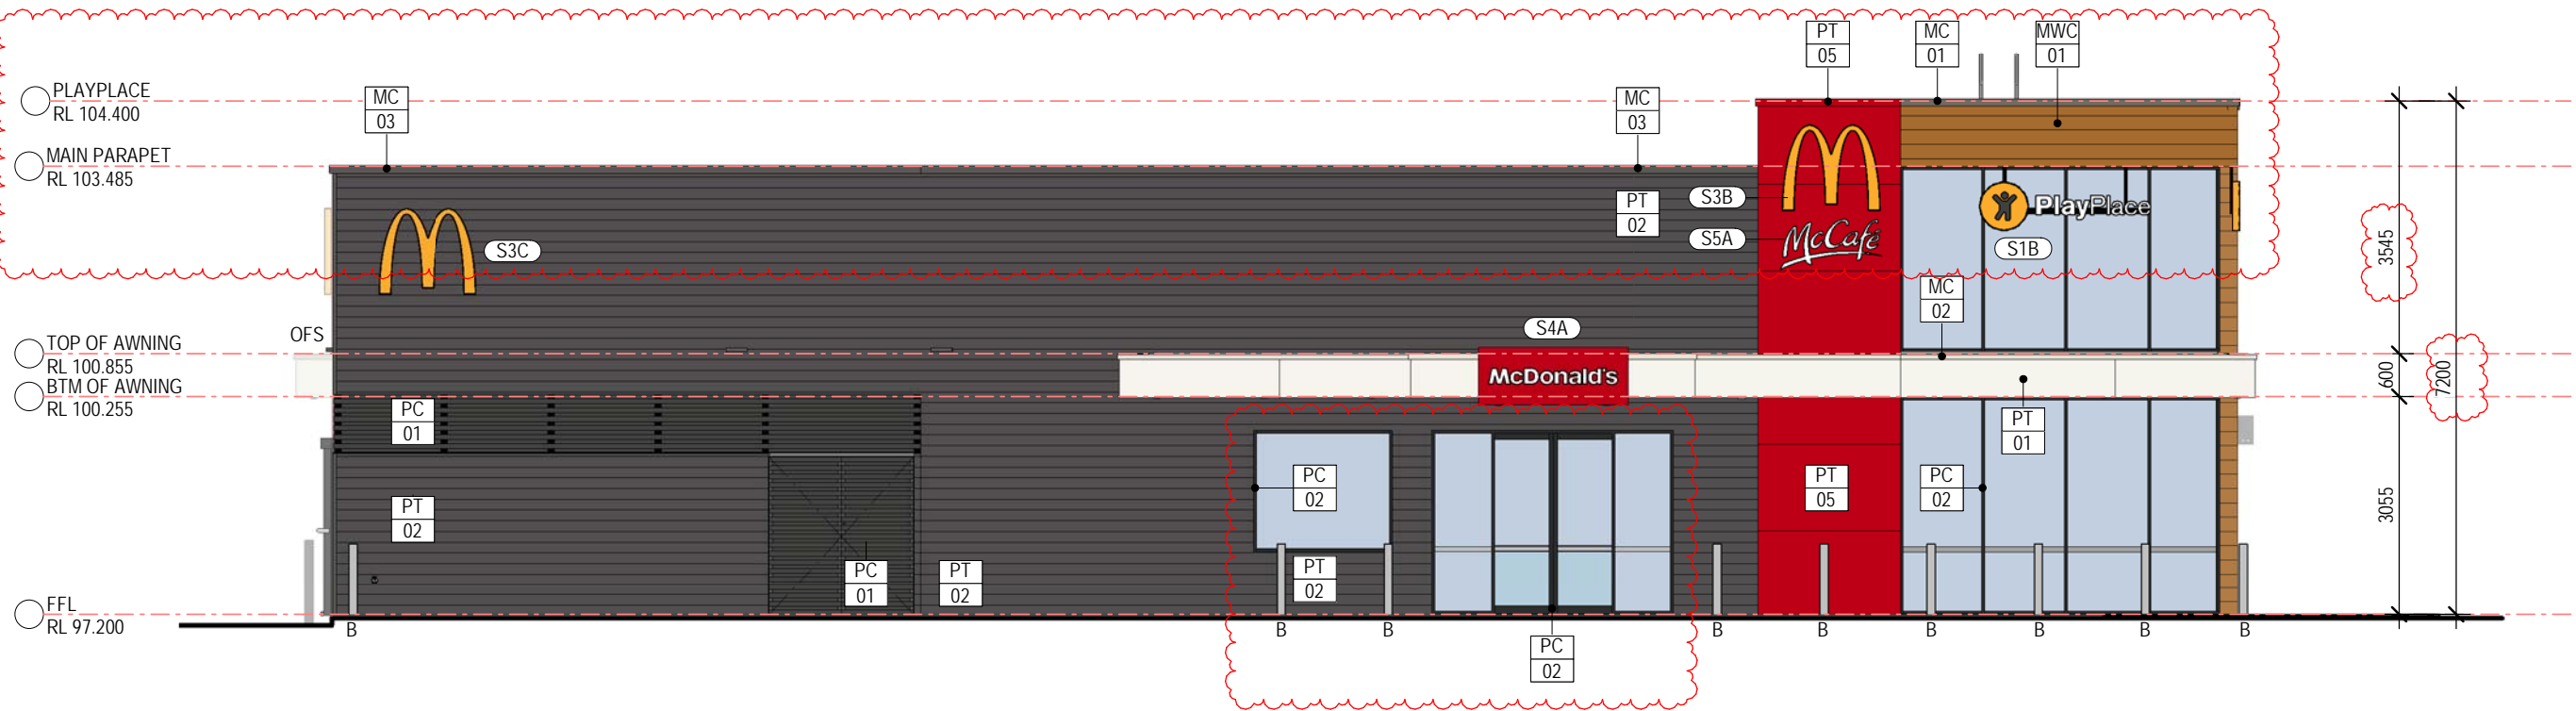 PT
05
MC
01
MWC
01
PLAYPLACE
RL 104.400
MC
03
MC
03
MAIN PARAPET
RL 103.485
PT
02
S3B
S5A
McCafé
PlayPlace
S1B
S3C
3545
MC
02
OFS
S4A
TOP OF AWNING
RL 100.855
McDonald's
600
7200
BTM OF AWNING
RL 100.255
PC
01
PT
01
PC
02
PT
05
PC
02
PT
02
3055
PC
01
PT
02
PT
02
FFL
RL 97.200
B
B
B
B
B
B
B
B
B
PC
02